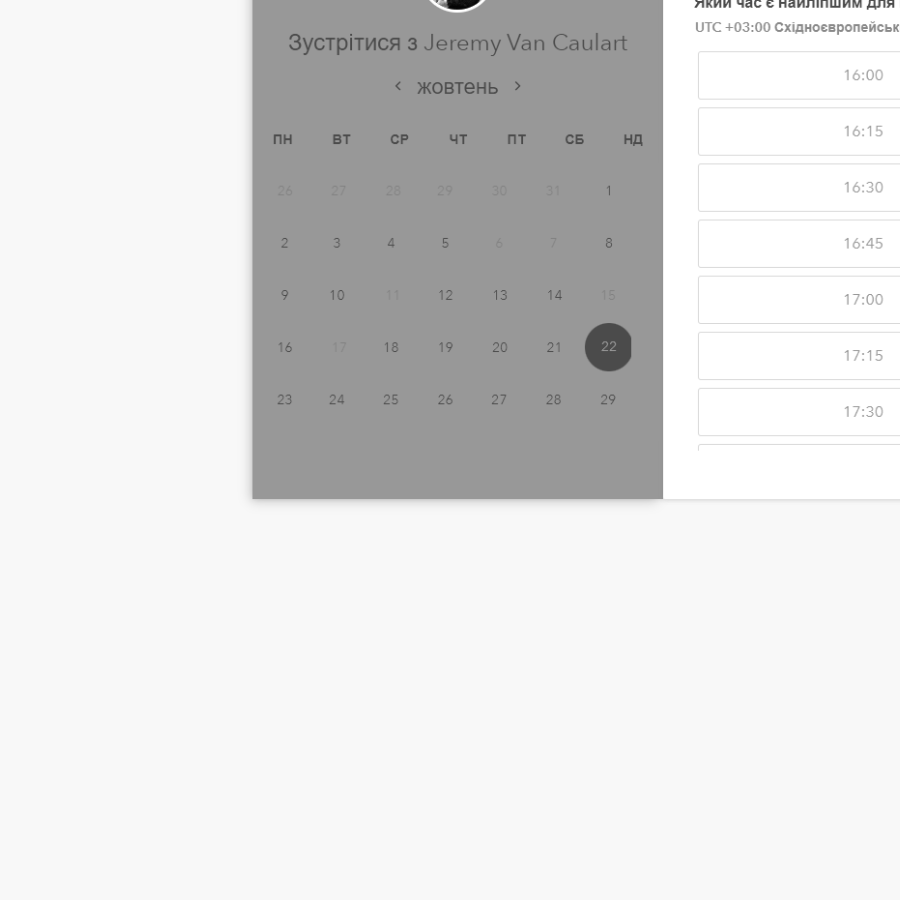 Зустрітися з Jeremy Van Caulart
жовтень
ПН ВТ СР ЧТ ПТ СБ НД
26 27 28 29 30 31 1
2 3 4 5 6 7 8
9 10 11 12 13 14 15
16 17 18 19 20 21 22
23 24 25 26 27 28 29
Який час є найліпшим для
UTC +03:00 Східноєвропейськ
16:00
16:15
16:30
16:45
17:00
17:15
17:30